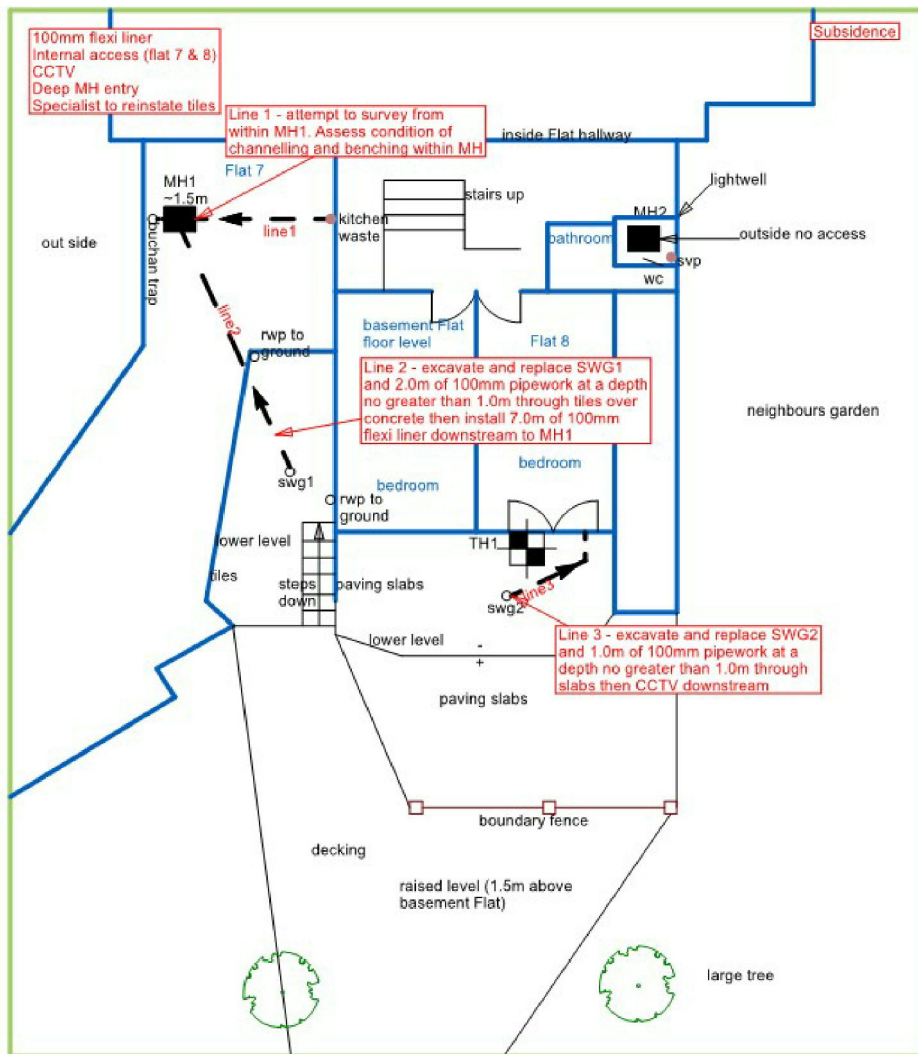 100mm flexi liner
Internal access (flat 7 & 8)
CCTV
Deep MH entry
Specialist to reinstate tiles
Subsidence
Line 1 - attempt to survey from
within MH1. Assess condition of
channelling and benching within MH
inside Flat hallway
Flat 7
MH1
~1.5m
stairs up
lightwell
MH2
out side
buchan trap
line1
kitchen
waste
bathroom
outside no access
svp
wc
line2
rwp to
ground
basement Flat
floor level
Flat 8
Line 2 - excavate and replace SWG1
and 2.0m of 100mm pipework at a depth
no greater than 1.0m through tiles over
concrete then install 7.0m of 100mm
flexi liner downstream to MH1
neighbours garden
swg1
bedroom
bedroom
rwp to
ground
lower level
TH1
tiles
steps
down
paving slabs
line3
swg2
lower level
-
+
Line 3 - excavate and replace SWG2
and 1.0m of 100mm pipework at a
depth no greater than 1.0m through
slabs then CCTV downstream
paving slabs
boundary fence
decking
raised level (1.5m above
basement Flat)
large tree